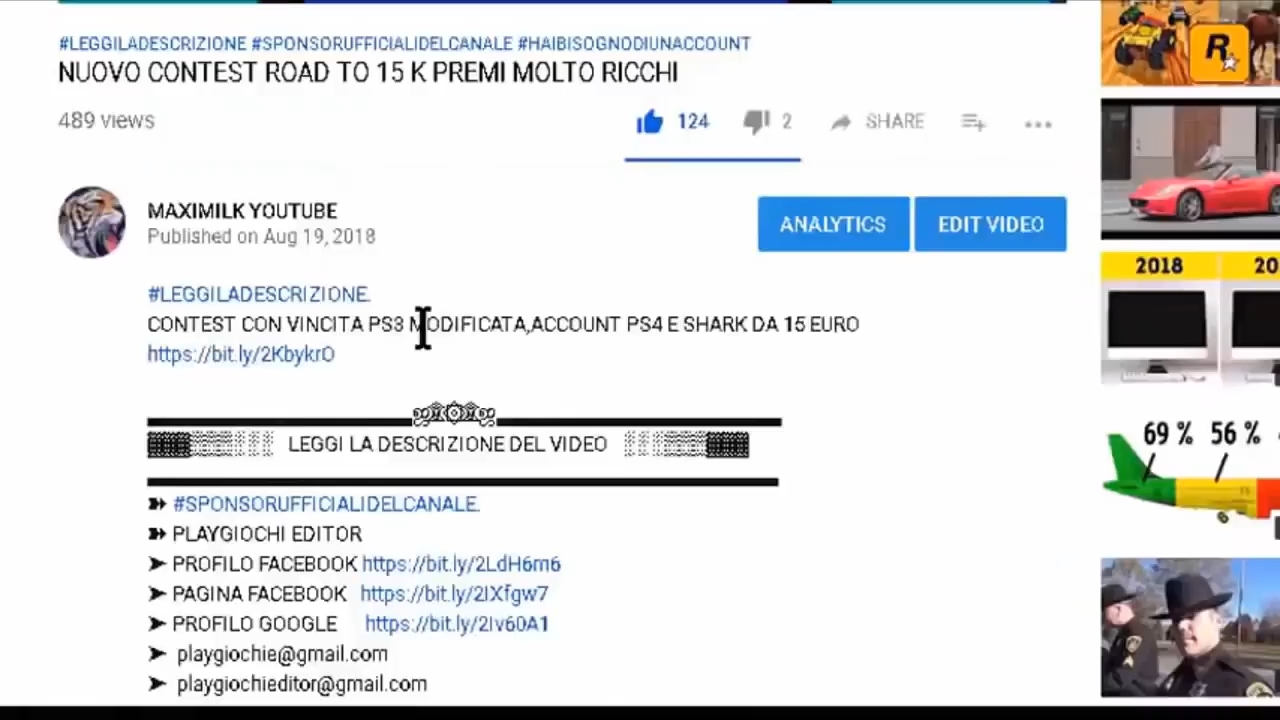 #LEGGILADESCRIZIONE #SPONSORUFFICIALIDELCANALE #HAIBISOGNODIUNACCOUNT
NUOVO CONTEST ROAD TO 15 K PREMI MOLTO RICCHI
489 views
124
2
SHARE
MAXIMILK YOUTUBE
Published on Aug 19, 2018
ANALYTICS
EDIT VIDEO
#LEGGILADESCRIZIONE.
CONTEST CON VINCITA PS3 MODIFICATA,ACCOUNT PS4 E SHARK DA 15 EURO
https://bit.ly/2KbykrO
LEGGI LA DESCRIZIONE DEL VIDEO
➽ #SPONSORUFFICIALIDELCANALE.
➽ PLAYGIOCHI EDITOR
➤ PROFILO FACEBOOK https://bit.ly/2LdH6m6
➤ PAGINA FACEBOOK https://bit.ly/2IXfgw7
➤ PROFILO GOOGLE https://bit.ly/2Iv60A1
➤ playgiochie@gmail.com
➤ playgiochieditor@gmail.com
R
2018
20
69 % 56 %